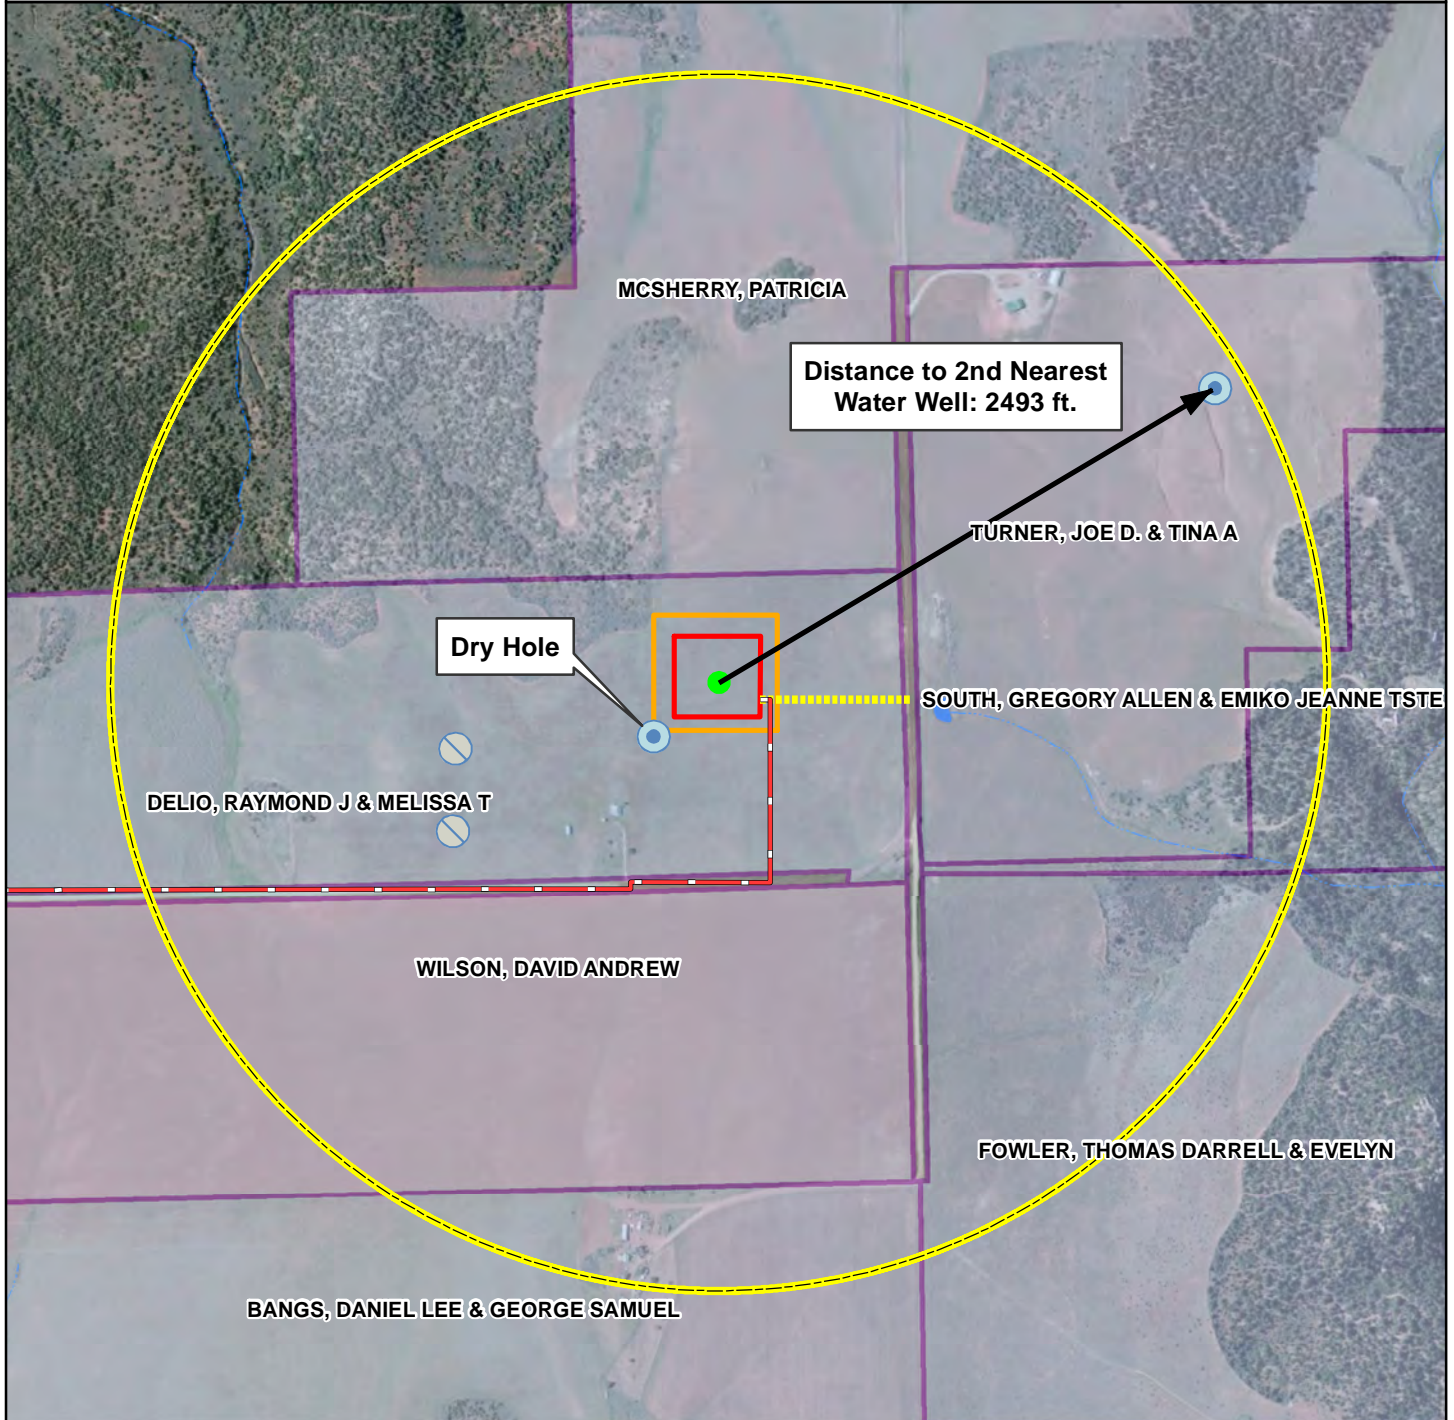 MCSHERRY, PATRICIA
Distance to 2nd Nearest
Water Well: 2493 ft.
TURNER, JOE D. & TINA A
Dry Hole
SOUTH, GREGORY ALLEN & EMIKO JEANNE TSTE
DELIO, RAYMOND J & MELISSA T
WILSON, DAVID ANDREW
FOWLER, THOMAS DARRELL & EVELYN
BANGS, DANIEL LEE & GEORGE SAMUEL